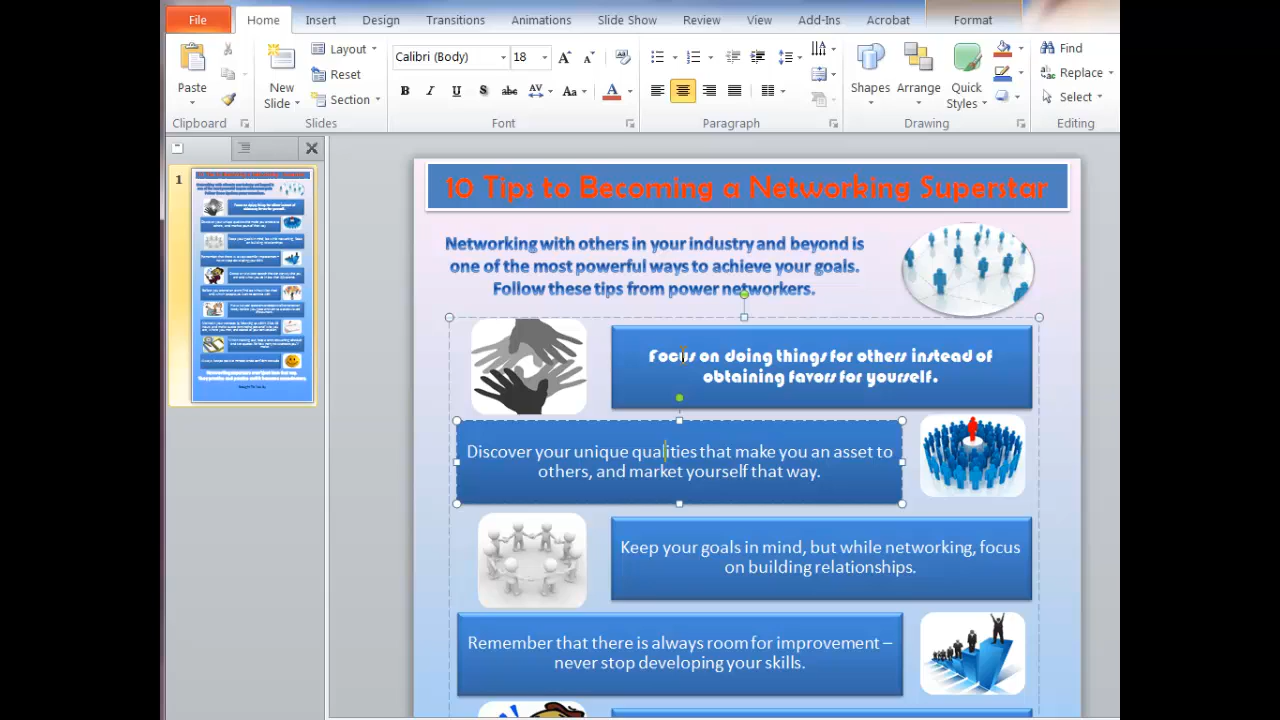 File Home Insert Design Transitions Animations Slide Show Review View Add-Ins Acrobat Format
Paste
Clipboard
New Slide
Layout
Reset
Section
Slides
Calibri (Body) 18
B I U S abc AV Aa A
Font
Paragraph
Shapes
Arrange
Quick Styles
Drawing
Find
Replace
Select
Editing
1
10 Tips to Becoming a Networking Superstar
Networking with others in your industry and beyond is
one of the most powerful ways to achieve your goals.
Follow these tips from power networkers.
Focus on doing things for others instead of
obtaining favors for yourself.
Discover your unique qualities that make you an asset to
others, and market yourself that way.
Keep your goals in mind, but while networking, focus
on building relationships.
Remember that there is always room for improvement –
never stop developing your skills.